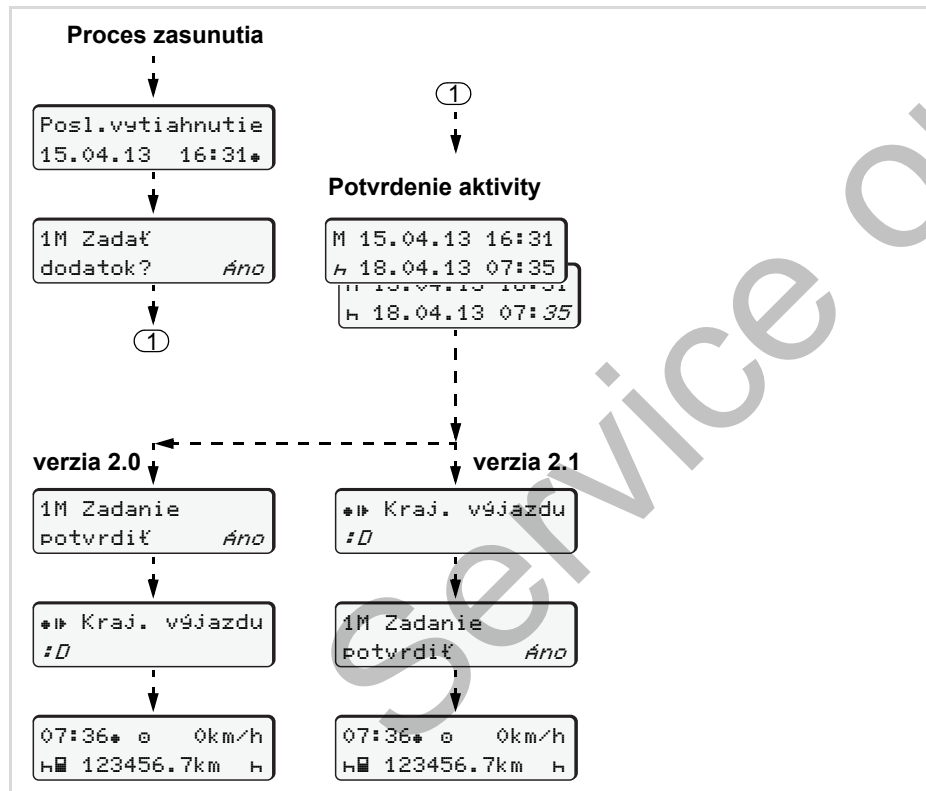 Proces zasunutia
Posl.vytiahnutie
15.04.13 16:31
1M Zadať
dodatok? Áno
1
1
Potvrdenie aktivity
M 15.04.13 16:31
18.04.13 07:35
18.04.13 07:35
verzia 2.0
1M Zadanie
potvrdiť Áno
Kraj. výjazdu
:D
07:36 0km/h
123456.7km
verzia 2.1
Kraj. výjazdu
:D
1M Zadanie
potvrdiť Áno
07:36 0km/h
123456.7km
Service o